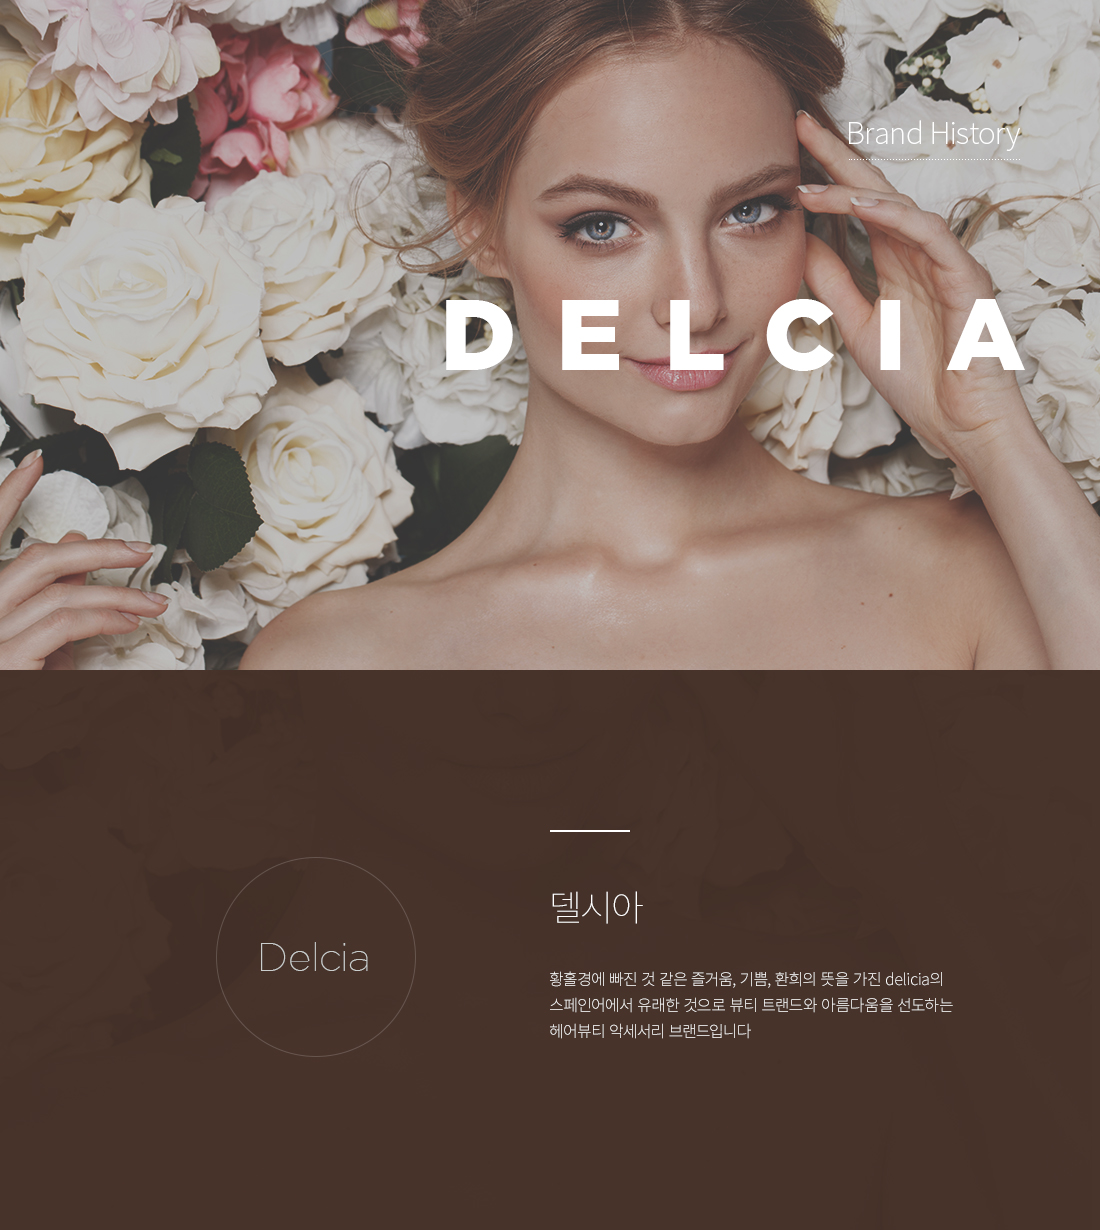 Brand History
DELCIA
Delcia
델시아
황홀경에 빠진 것 같은 즐거움, 기쁨, 환희의 뜻을 가진 delicia의
스페인어에서 유래한 것으로 뷰티 트랜드와 아름다움을 선도하는
헤어뷰티 악세서리 브랜드입니다